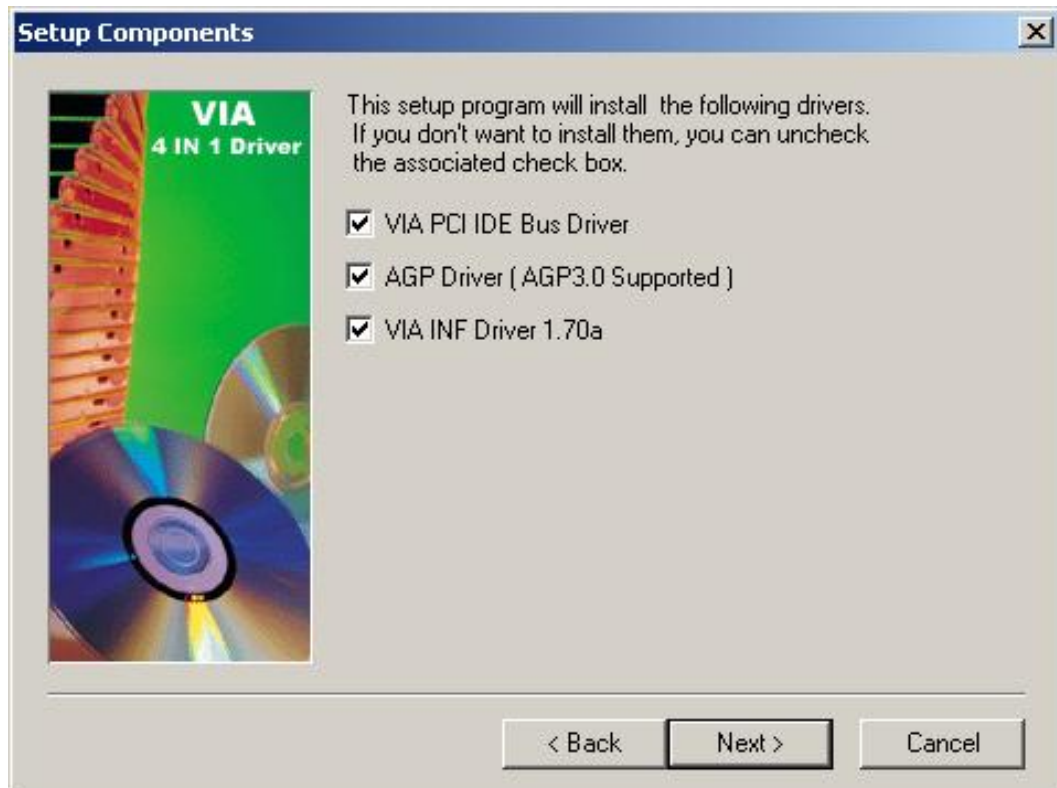 Setup Components
VIA
4 IN 1 Driver
This setup program will install  the following drivers.
If you don't want to install them, you can uncheck
the associated check box.
VIA PCI IDE Bus Driver
AGP Driver ( AGP3.0 Supported )
VIA INF Driver 1.70a
< Back
Next >
Cancel